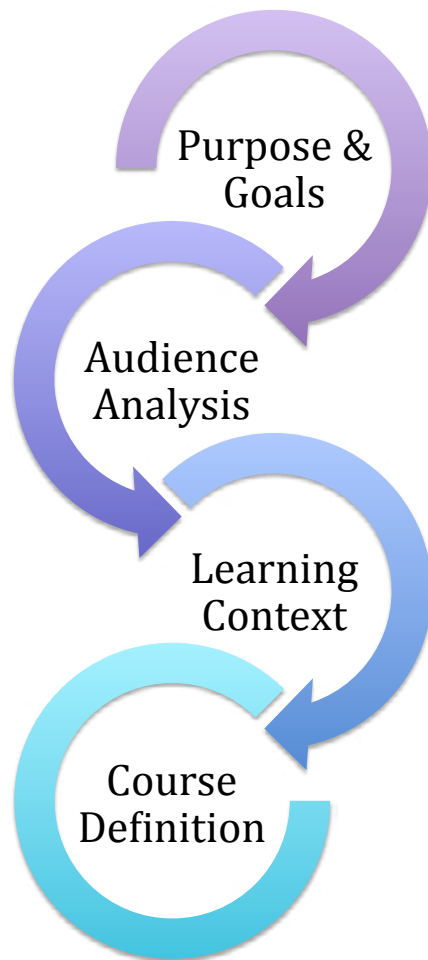 Purpose &
Goals
Audience
Analysis
Learning
Context
Course
Definition